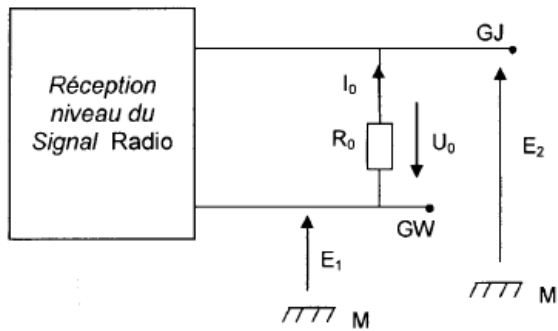 Réception
niveau du
Signal Radio
GJ
I₀
R₀
U₀
E₂
GW
E₁
M
M